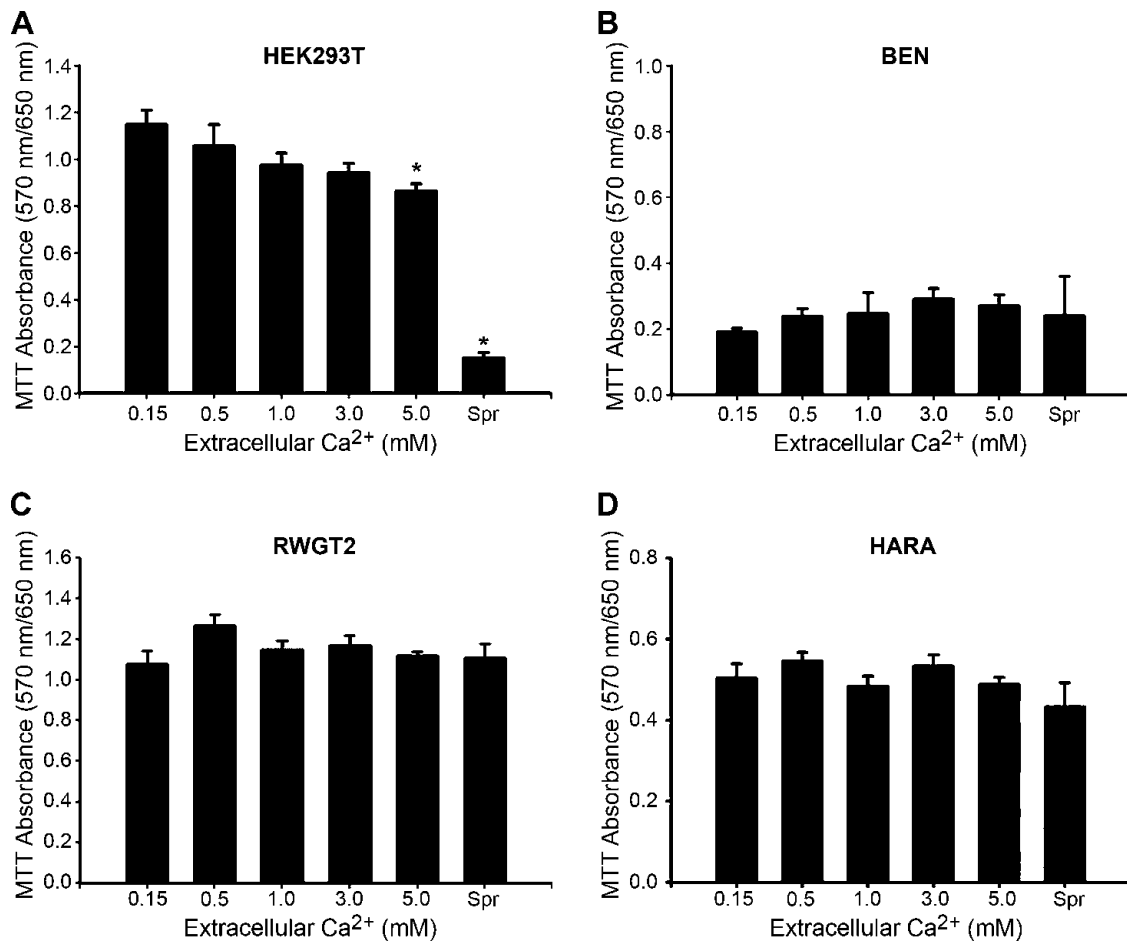 A
HEK293T
MTT Absorbance (570 nm/650 nm)
1.4
1.2
1.0
0.8
0.6
0.4
0.2
0.0
*
*
0.15 0.5 1.0 3.0 5.0 Spr
Extracellular Ca²⁺ (mM)
B
BEN
MTT Absorbance (570 nm/650 nm)
1.0
0.8
0.6
0.4
0.2
0.0
0.15 0.5 1.0 3.0 5.0 Spr
Extracellular Ca²⁺ (mM)
C
RWGT2
MTT Absorbance (570 nm/650 nm)
1.6
1.4
1.2
1.0
0.8
0.6
0.4
0.2
0.0
0.15 0.5 1.0 3.0 5.0 Spr
Extracellular Ca²⁺ (mM)
D
HARA
MTT Absorbance (570 nm/650 nm)
0.8
0.6
0.4
0.2
0.0
0.15 0.5 1.0 3.0 5.0 Spr
Extracellular Ca²⁺ (mM)